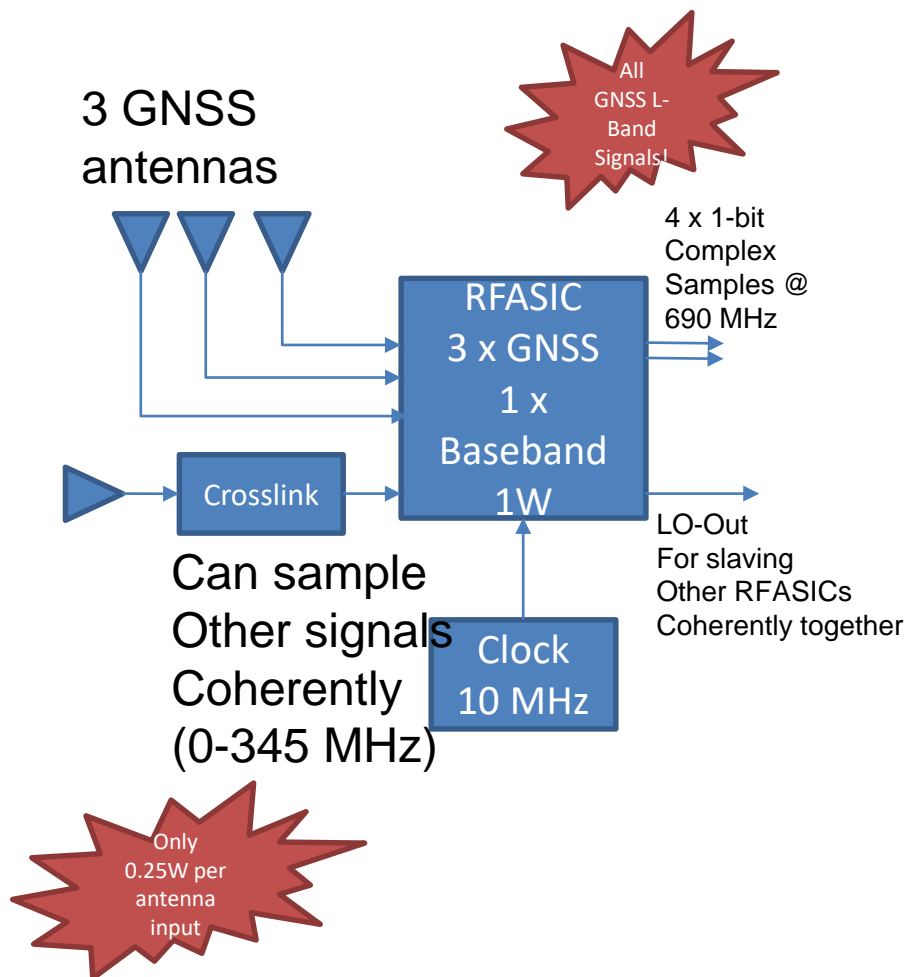 All
GNSS L-
Band
Signals!
3 GNSS
antennas
4 x 1-bit
Complex
Samples @
690 MHz
RFASIC
3 x GNSS
1 x
Baseband
1W
Crosslink
LO-Out
For slaving
Other RFASICs
Coherently together
Can sample
Other signals
Coherently
(0-345 MHz)
Clock
10 MHz
Only
0.25W per
antenna
input